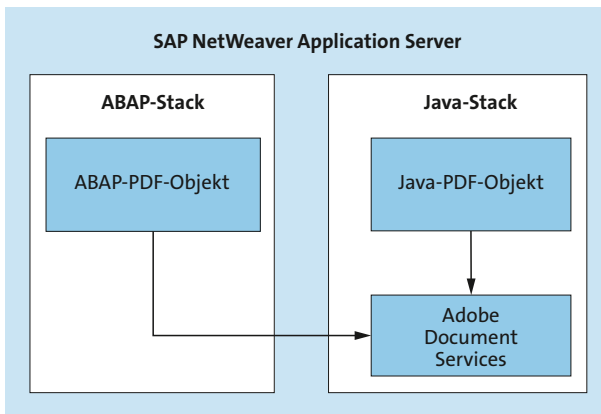 SAP NetWeaver Application Server
ABAP-Stack
ABAP-PDF-Objekt
Java-Stack
Java-PDF-Objekt
Adobe
Document
Services